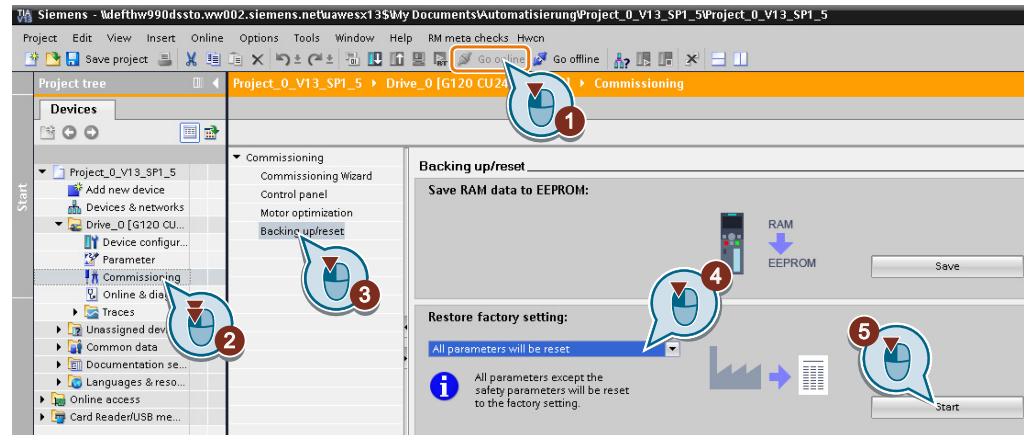 Siemens - \\defthw990dssto.ww002.siemens.net\uawesx13$\My Documents\Automatisierung\Project_0_V13_SP1_5\Project_0_V13_SP1_5
Project Edit View Insert Online Options Tools Window Help RM meta checks Hwcn
Save project Go online Go offline
Project tree
Project_0_V13_SP1_5 Drive_0 [G120 CU24 Commissioning
1
Devices
Start
Project_0_V13_SP1_5
Add new device
Devices & networks
Drive_0 [G120 CU...
Device configur...
Parameter
Commissioning
Online & dia
Traces
2
Unassigned dev
Common data
Documentation se...
Languages & reso...
Online access
Card Reader/USB me...
Commissioning
Commissioning Wizard
Control panel
Motor optimization
Backing up/reset
3
Backing up/reset
Save RAM data to EEPROM:
RAM
EEPROM
Save
4
Restore factory setting:
All parameters will be reset
All parameters except the
safety parameters will be reset
to the factory setting.
5
Start